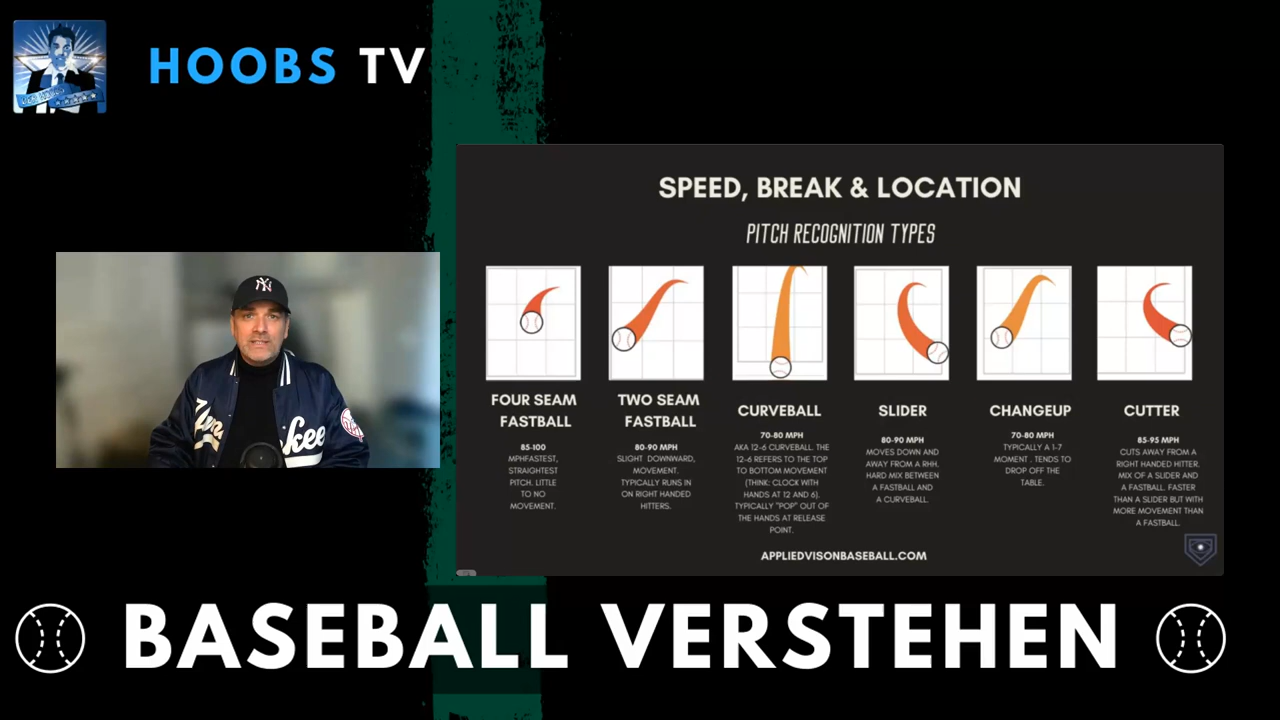 HOOBS TV
SPEED, BREAK & LOCATION
PITCH RECOGNITION TYPES
FOUR SEAM
FASTBALL
85-100
MPHFASTEST,
STRAIGHTEST
PITCH. LITTLE
TO NO
MOVEMENT.
TWO SEAM
FASTBALL
80-90 MPH
SLIGHT DOWNWARD,
MOVEMENT.
TYPICALLY RUNS IN
ON RIGHT HANDED
HITTERS.
CURVEBALL
70-80 MPH
AKA 12-6 CURVEBALL. THE
12-6 REFERS TO THE TOP
TO BOTTOM MOVEMENT
(THINK: CLOCK WITH
HANDS AT 12 AND 6).
TYPICALLY "POP" OUT OF
THE HANDS AT RELEASE
POINT.
SLIDER
80-90 MPH
MOVES DOWN AND
AWAY FROM A RHH.
HARD MIX BETWEEN
A FASTBALL AND
A CURVEBALL.
CHANGEUP
70-80 MPH
TYPICALLY A 1-7
MOMENT . TENDS TO
DROP OFF THE
TABLE.
CUTTER
85-95 MPH
CUTS AWAY FROM A
RIGHT HANDED HITTER.
MIX OF A SLIDER AND
A FASTBALL. FASTER
THAN A SLIDER BUT WITH
MORE MOVEMENT THAN
A FASTBALL.
APPLIEDVISONBASEBALL.COM
NY
BASEBALL VERSTEHEN